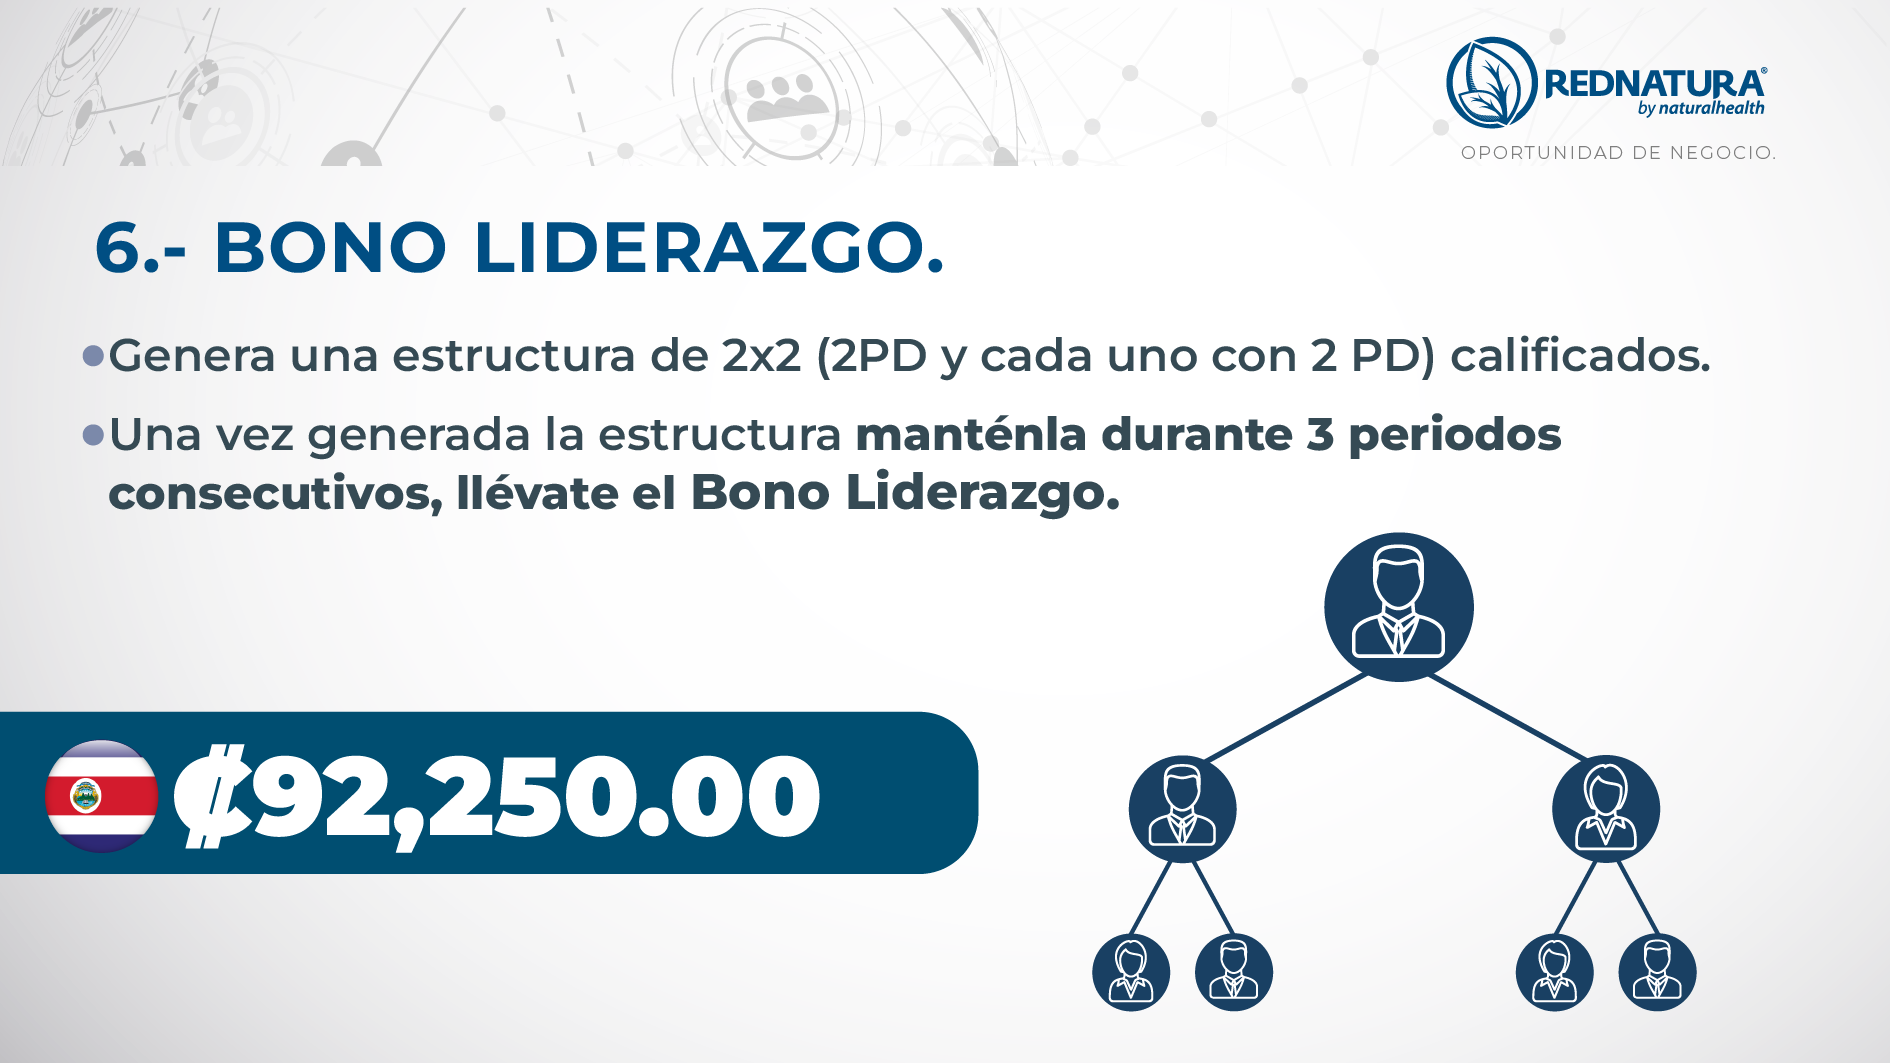 REDNATURA®
by naturalhealth
OPORTUNIDAD DE NEGOCIO.
6.- BONO LIDERAZGO.
•Genera una estructura de 2x2 (2PD y cada uno con 2 PD) calificados.
•Una vez generada la estructura manténla durante 3 periodos
consecutivos, llévate el Bono Liderazgo.
₡92,250.00